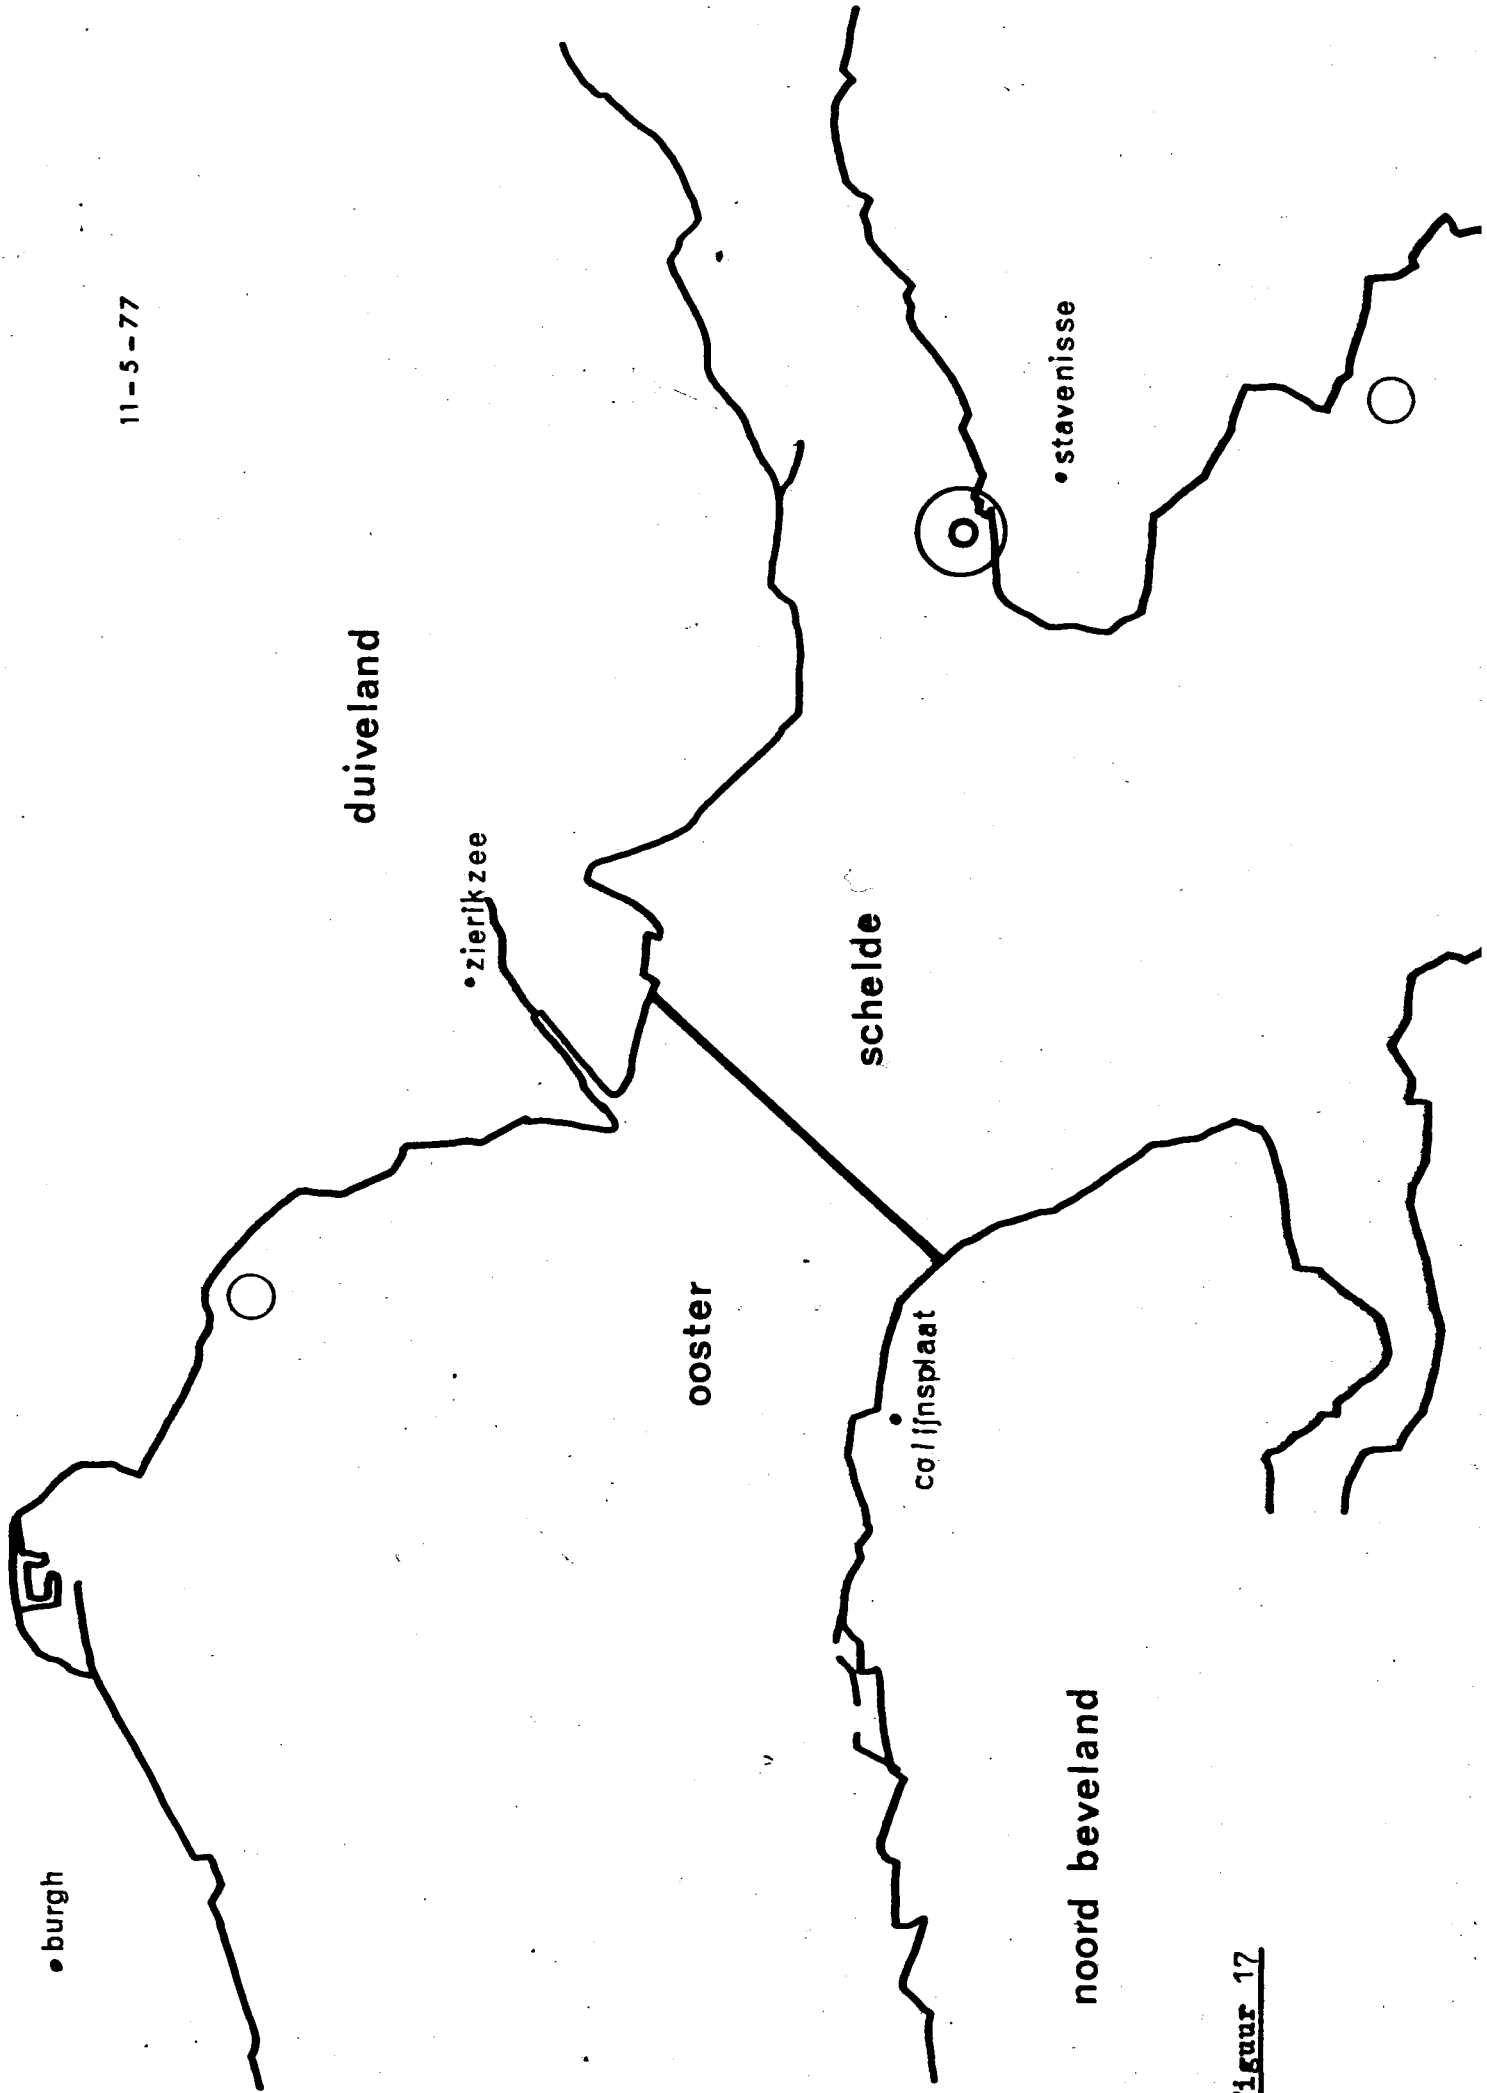 11-5-77
burgh
duiveland
zierikzee
ooster
schelde
stavenisse
colijnsplaat
noord beveland
iguur 17